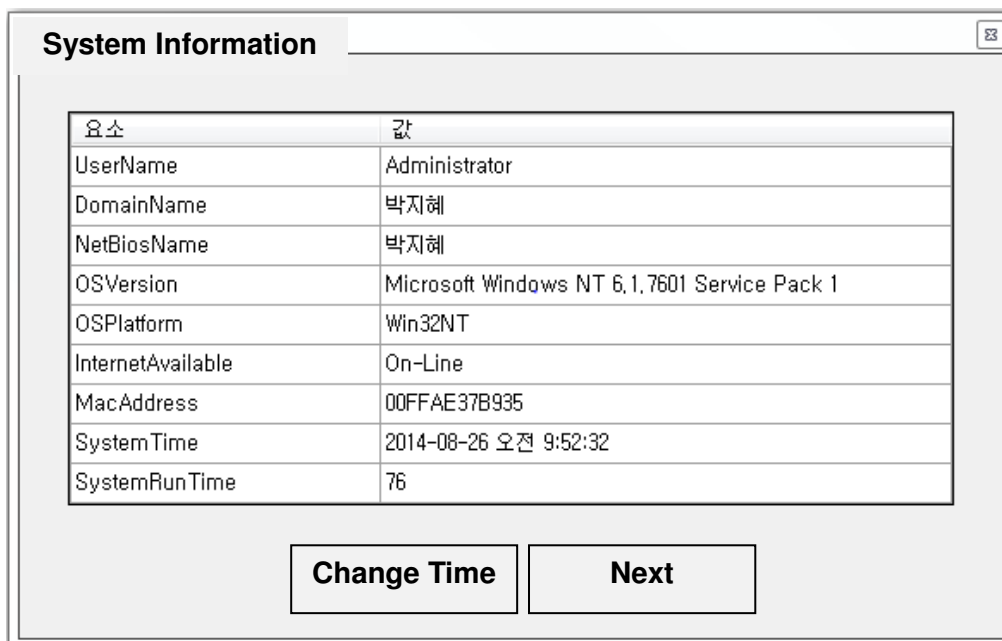 System Information
요소 값
UserName Administrator
DomainName 박지혜
NetBiosName 박지혜
OSVersion Microsoft Windows NT 6.1.7601 Service Pack 1
OSPlatform Win32NT
InternetAvailable On-Line
MacAddress 00FFAE37B935
SystemTime 2014-08-26 오전 9:52:32
SystemRunTime 76
Change Time Next